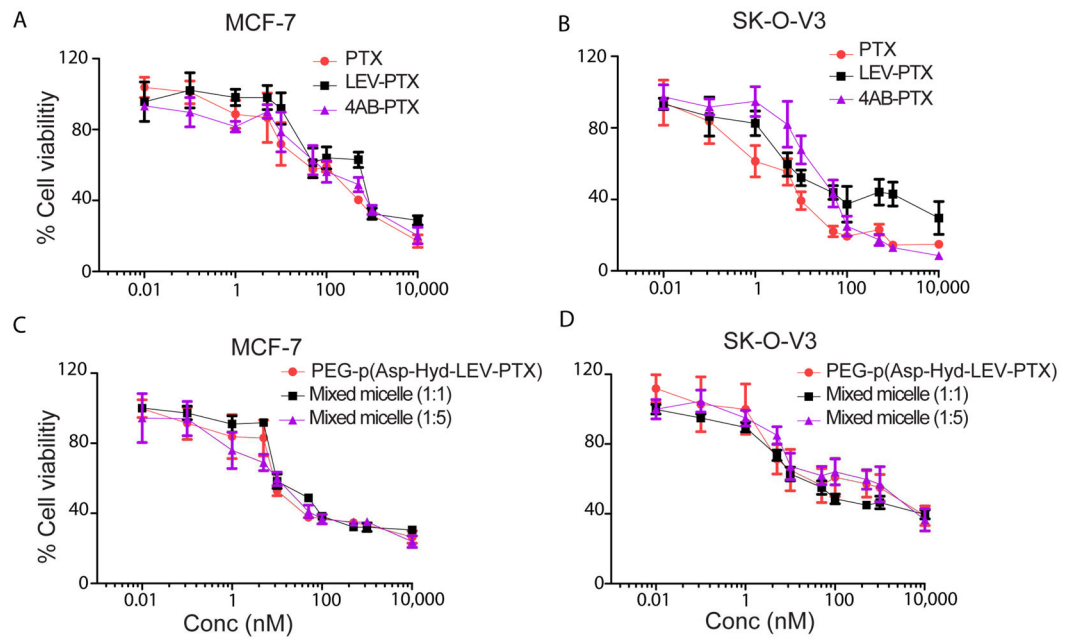 A
MCF-7
PTX
LEV-PTX
4AB-PTX
% Cell viability
120
80
40
0
0.01
1
100
10,000
B
SK-O-V3
PTX
LEV-PTX
4AB-PTX
120
80
40
0
0.01
1
100
10,000
C
MCF-7
PEG-p(Asp-Hyd-LEV-PTX)
Mixed micelle (1:1)
Mixed micelle (1:5)
% Cell viability
120
80
40
0
0.01
1
100
10,000
Conc (nM)
D
SK-O-V3
PEG-p(Asp-Hyd-LEV-PTX)
Mixed micelle (1:1)
Mixed micelle (1:5)
120
80
40
0
0.01
1
100
10,000
Conc (nM)